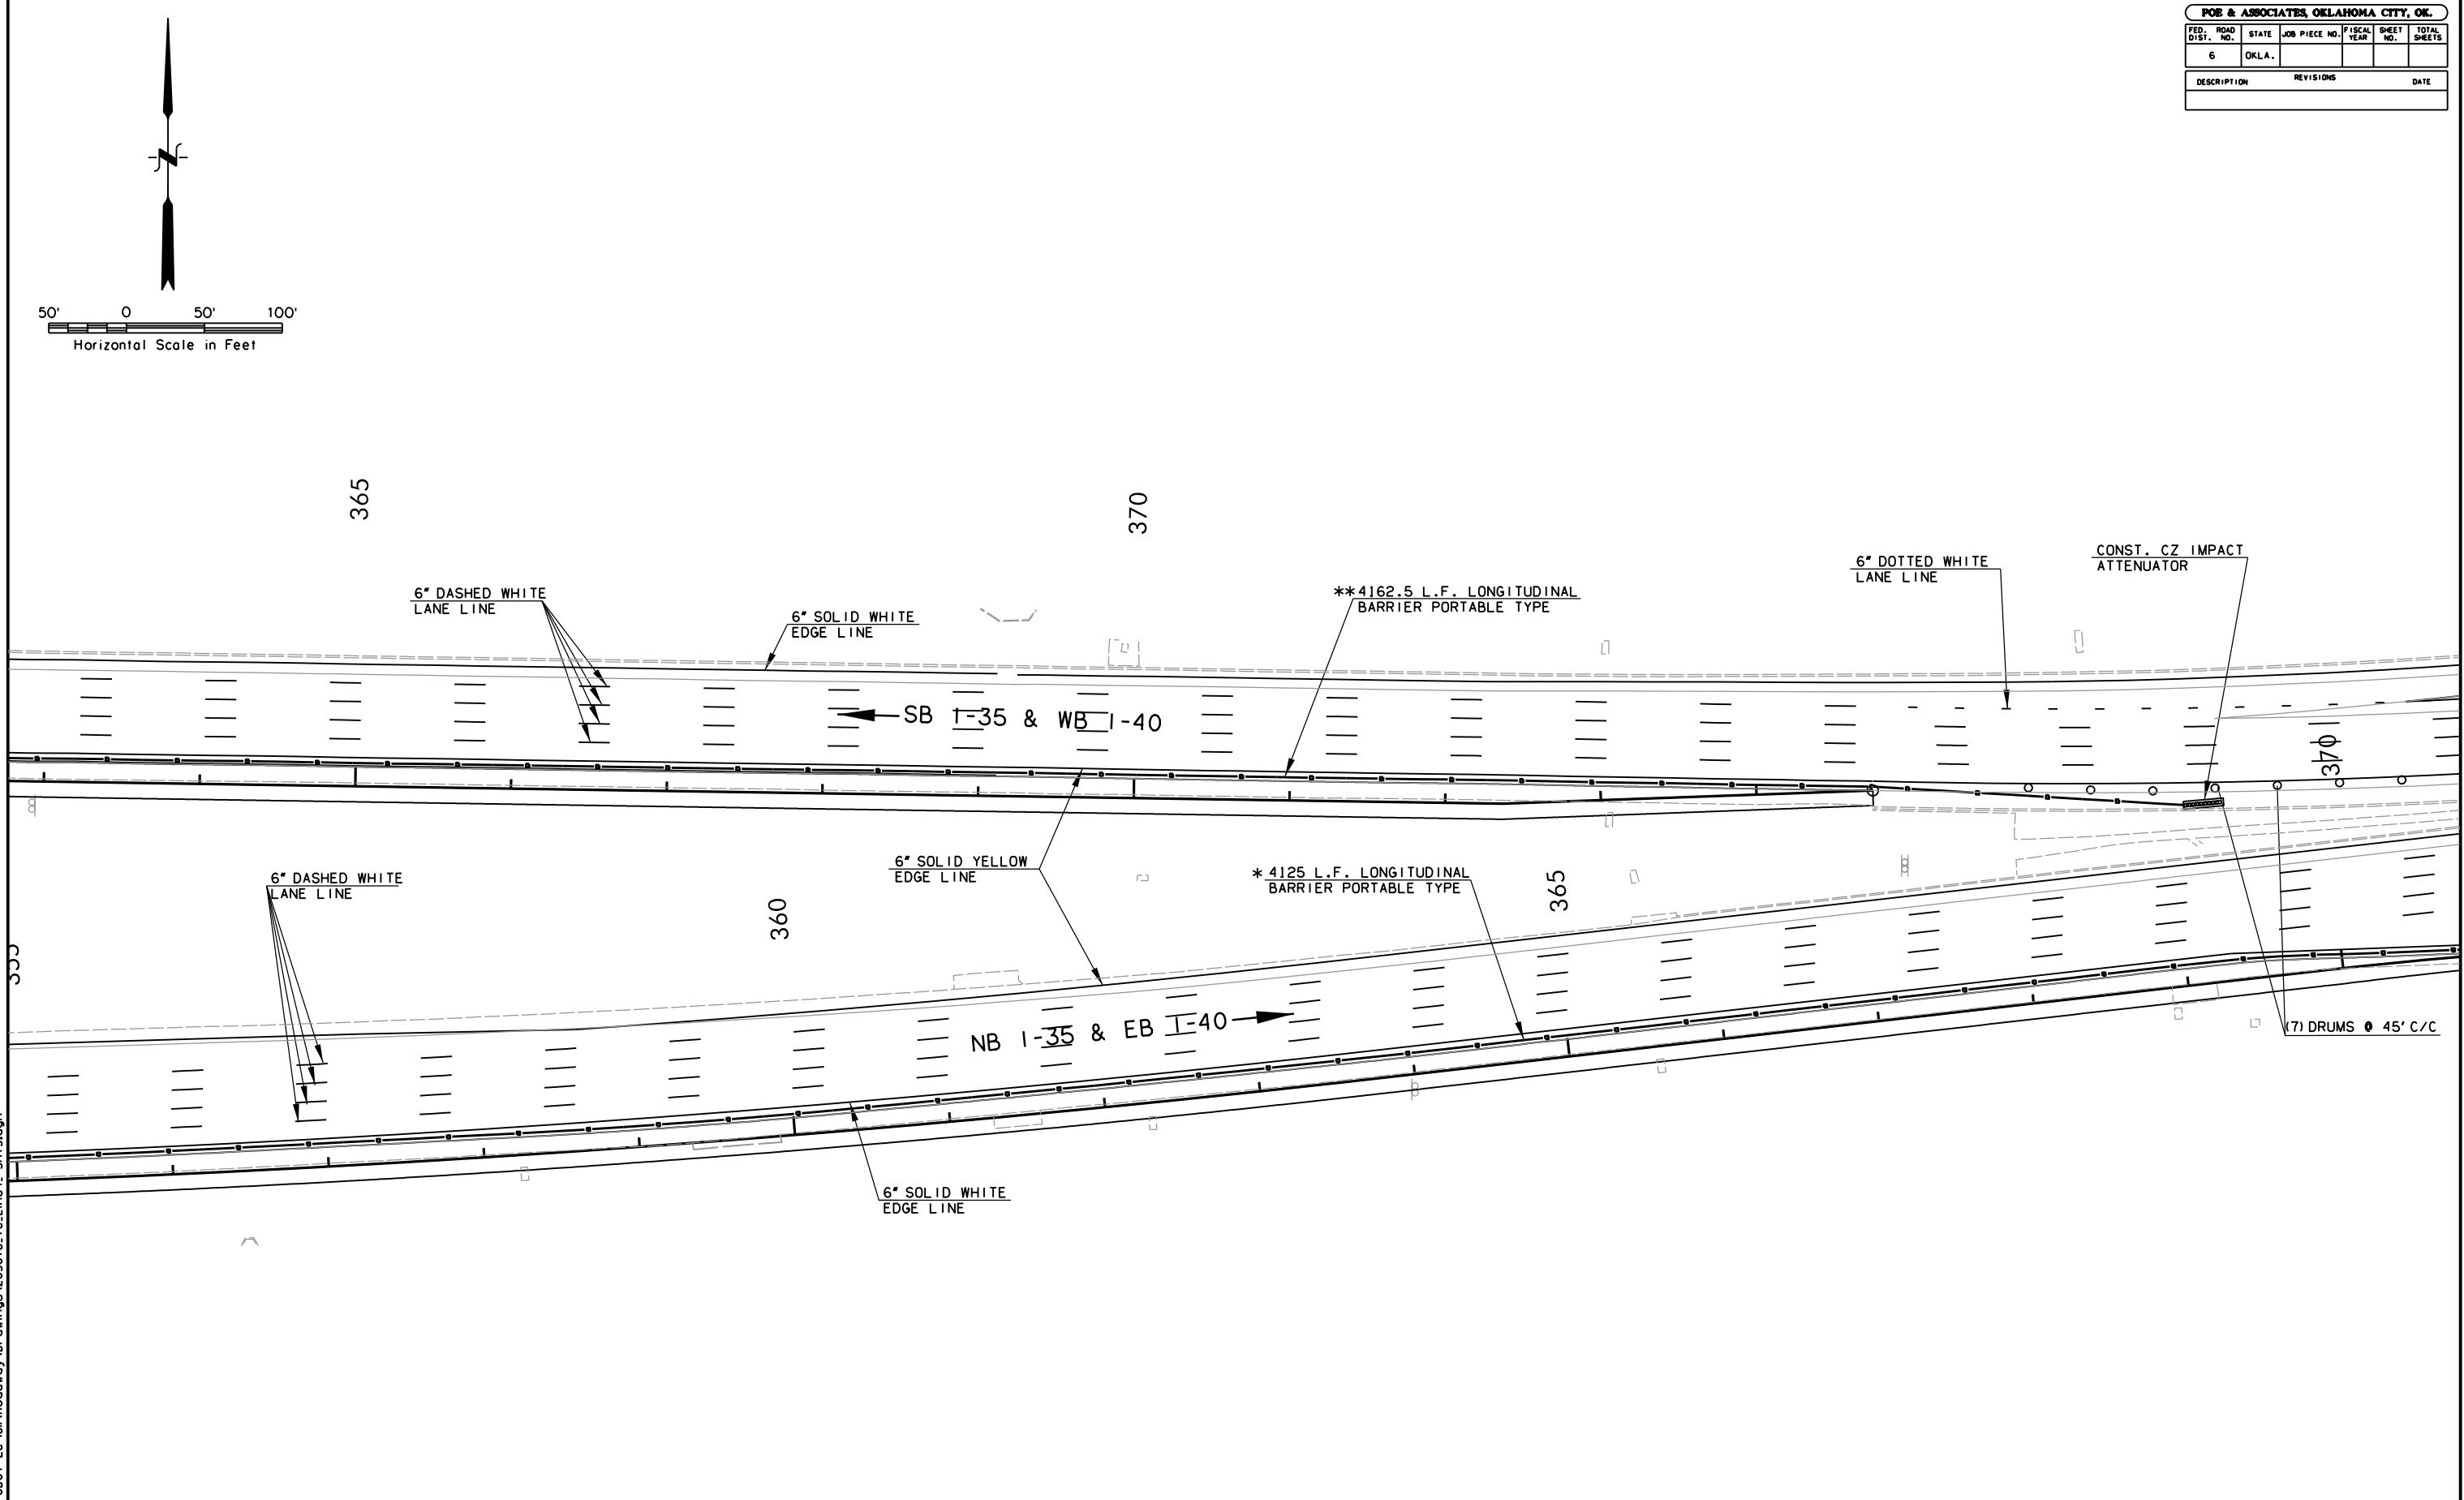 POE & ASSOCIATES, OKLAHOMA CITY, OK.
FED. ROAD DIST. NO.
STATE
JOB PIECE NO.
FISCAL YEAR
SHEET NO.
TOTAL SHEETS
6
OKLA.
DESCRIPTION
REVISIONS
DATE
N
50' 0 50' 100'
Horizontal Scale in Feet
365
370
6" DASHED WHITE
LANE LINE
6" SOLID WHITE
EDGE LINE
** 4162.5 L.F. LONGITUDINAL
BARRIER PORTABLE TYPE
6" DOTTED WHITE
LANE LINE
CONST. CZ IMPACT
ATTENUATOR
SB I-35 & WB I-40
370
6" SOLID YELLOW
EDGE LINE
* 4125 L.F. LONGITUDINAL
BARRIER PORTABLE TYPE
6" DASHED WHITE
LANE LINE
360
365
355
NB I-35 & EB I-40
(7) DRUMS @ 45' C/C
6" SOLID WHITE
EDGE LINE